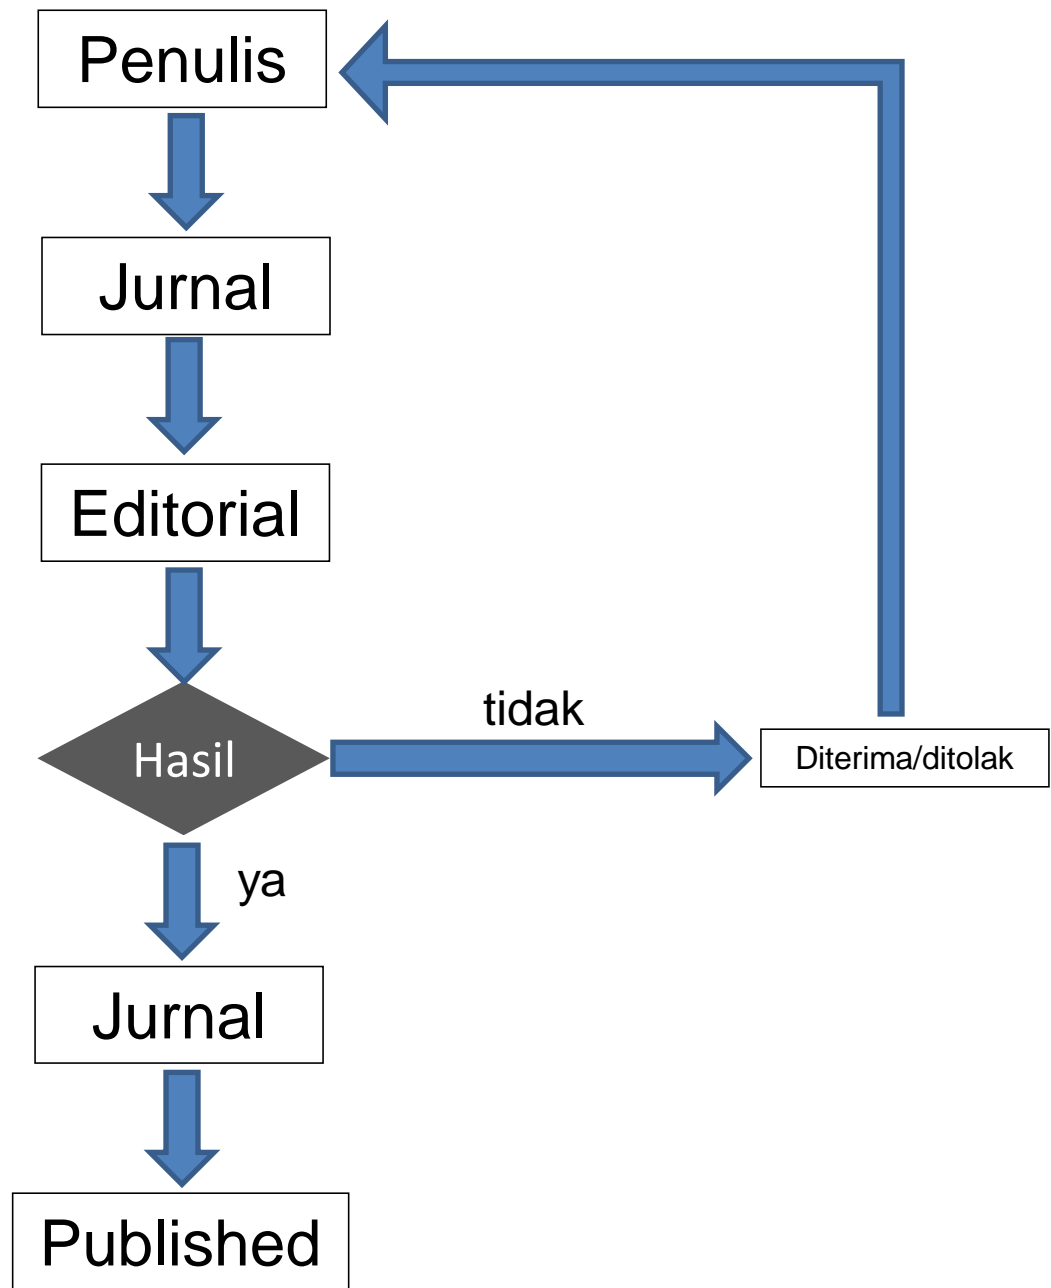 Penulis
Jurnal
Editorial
Hasil
tidak
Diterima/ditolak
ya
Jurnal
Published